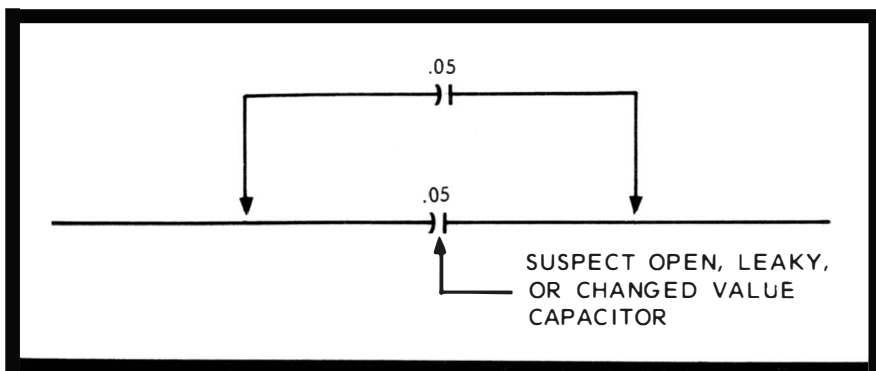 .05
.05
SUSPECT OPEN, LEAKY,
OR CHANGED VALUE
CAPACITOR